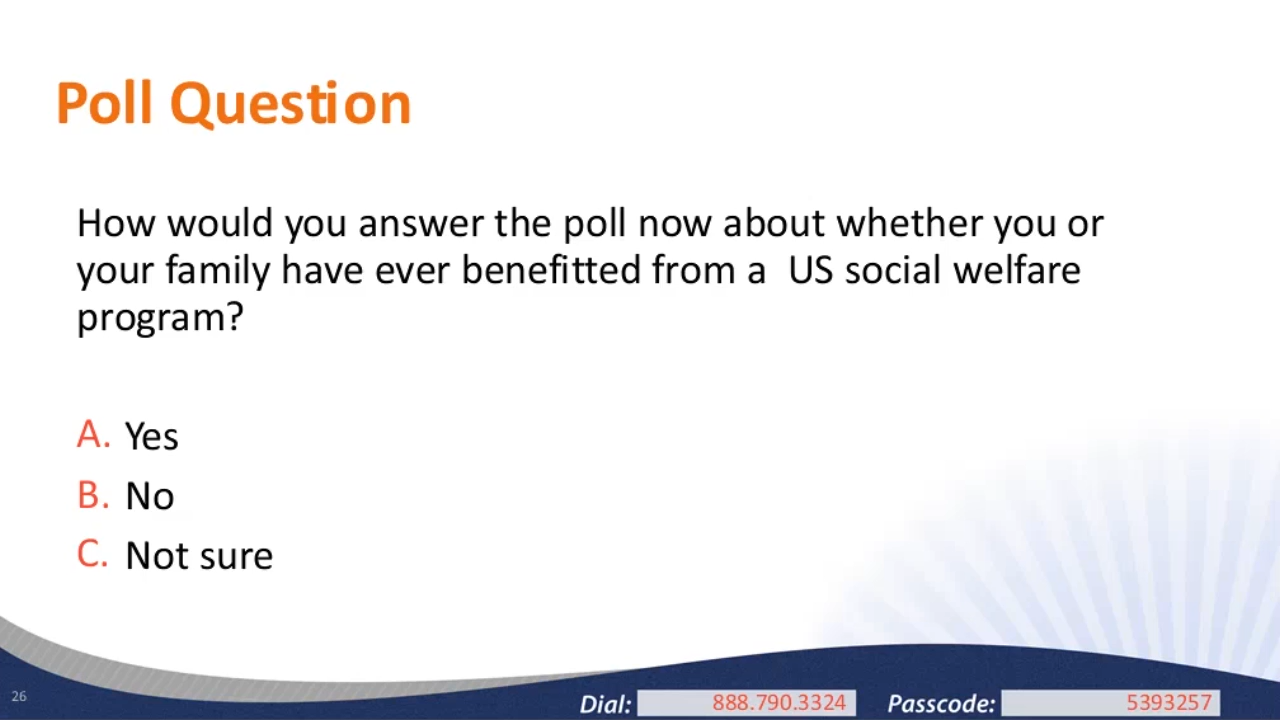 Poll Question
How would you answer the poll now about whether you or
your family have ever benefitted from a  US social welfare
program?
A. Yes
B. No
C. Not sure
26
Dial: 888.790.3324 Passcode: 5393257